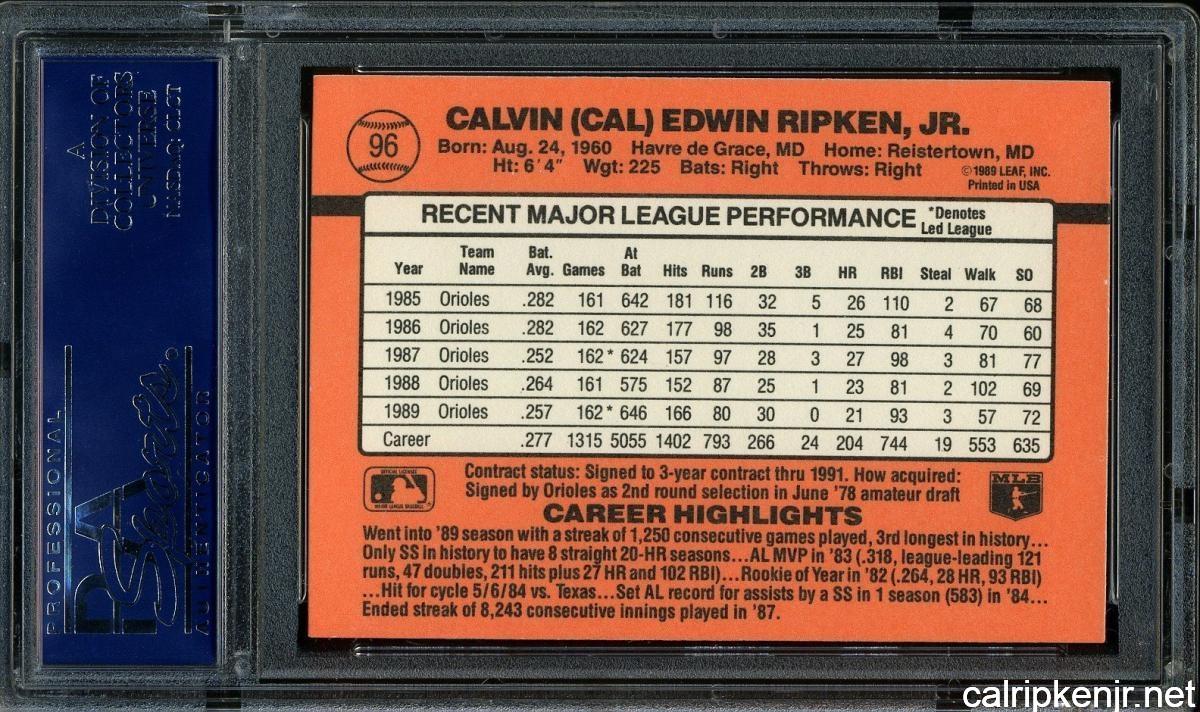 A
DIVISION OF
COLLECTORS
UNIVERSE
NASDAQ: CLCT
PROFESSIONAL
PSA
Sports
AUTHENTICATOR
96
CALVIN (CAL) EDWIN RIPKEN, JR.
Born: Aug. 24, 1960 Havre de Grace, MD Home: Reistertown, MD
Ht: 6'4" Wgt: 225 Bats: Right Throws: Right
©1989 LEAF, INC.
Printed in USA
RECENT MAJOR LEAGUE PERFORMANCE *Denotes
Led League
Year Team Name Bat. Avg. Games At Bat Hits Runs 2B 3B HR RBI Steal Walk SO
1985 Orioles .282 161 642 181 116 32 5 26 110 2 67 68
1986 Orioles .282 162 627 177 98 35 1 25 81 4 70 60
1987 Orioles .252 162* 624 157 97 28 3 27 98 3 81 77
1988 Orioles .264 161 575 152 87 25 1 23 81 2 102 69
1989 Orioles .257 162* 646 166 80 30 0 21 93 3 57 72
Career .277 1315 5055 1402 793 266 24 204 744 19 553 635
OFFICIAL LICENSEE
MAJOR LEAGUE BASEBALL
Contract status: Signed to 3-year contract thru 1991. How acquired:
Signed by Orioles as 2nd round selection in June '78 amateur draft
MLB
CAREER HIGHLIGHTS
Went into '89 season with a streak of 1,250 consecutive games played, 3rd longest in history...
Only SS in history to have 8 straight 20-HR seasons...AL MVP in '83 (.318, league-leading 121
runs, 47 doubles, 211 hits plus 27 HR and 102 RBI)...Rookie of Year in '82 (.264, 28 HR, 93 RBI)
...Hit for cycle 5/6/84 vs. Texas...Set AL record for assists by a SS in 1 season (583) in '84...
Ended streak of 8,243 consecutive innings played in '87.
calripkenjr.net